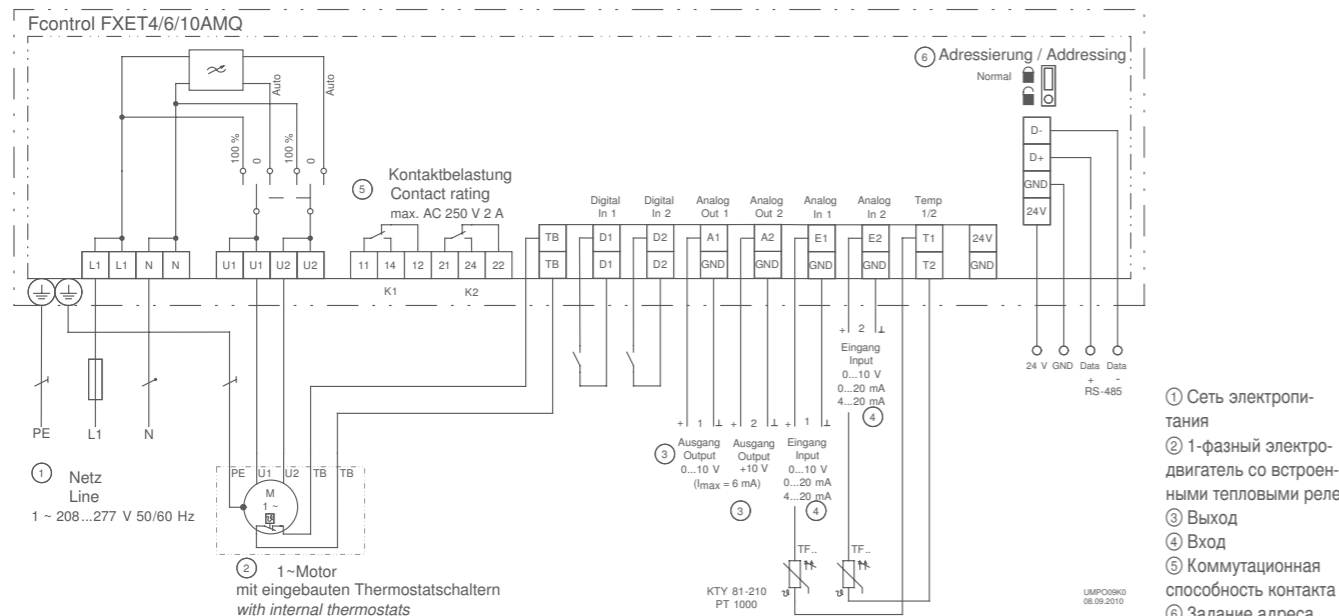 Fcontrol FXET4/6/10AMQ
⑥ Adressierung / Addressing
Normal
Auto
Auto
100 %
0
100 %
0
⑤ Kontaktbelastung
Contact rating
max. AC 250 V 2 A
D-
D+
GND
24V
Digital In 1
Digital In 2
Analog Out 1
Analog Out 2
Analog In 1
Analog In 2
Temp 1/2
TB D1 D2 A1 A2 E1 E2 T1 24V
L1 L1 N N U1 U1 U2 U2 11 14 12 21 24 22 TB D1 D2 GND GND GND GND T2 GND
K1 K2
+ 2 ⊥
Eingang
Input
0...10 V
0...20 mA
4...20 mA
④
24 V GND Data + Data -
RS-485
PE L1 N
① Netz
Line
1 ~ 208...277 V 50/60 Hz
+ 1 ⊥ + 2 ⊥ + 1 ⊥
③ Ausgang
Output
0...10 V
(Imax = 6 mA)
Ausgang
Output
+10 V
③
Eingang
Input
0...10 V
0...20 mA
4...20 mA
④
PE U1 U2 TB TB
M
1 ~
② 1~Motor
mit eingebauten Thermostatschaltern
with internal thermostats
TF.. TF..
KTY 81-210
PT 1000
UMPO09K0
08.09.2010
① Сеть электропи-
тания
② 1-фазный электро-
двигатель со встроен-
ными тепловыми реле
③ Выход
④ Вход
⑤ Коммутационная
способность контакта
⑥ Задание адреса